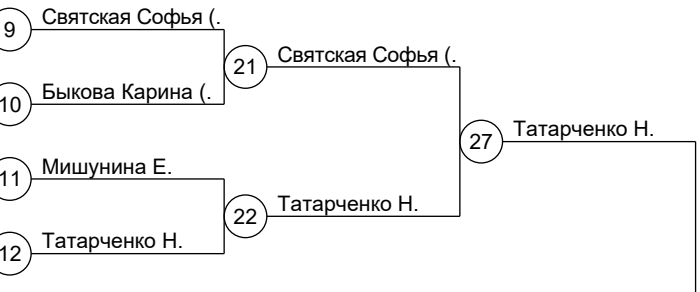 9 Святская Софья (.
21 Святская Софья (.
10 Быкова Карина (.
27 Татарченко Н.
11 Мишунина Е.
22 Татарченко Н.
12 Татарченко Н.